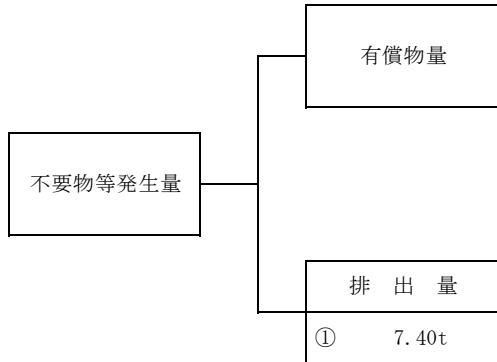 有償物量
不要物等発生量
排 出 量
① 7.40t